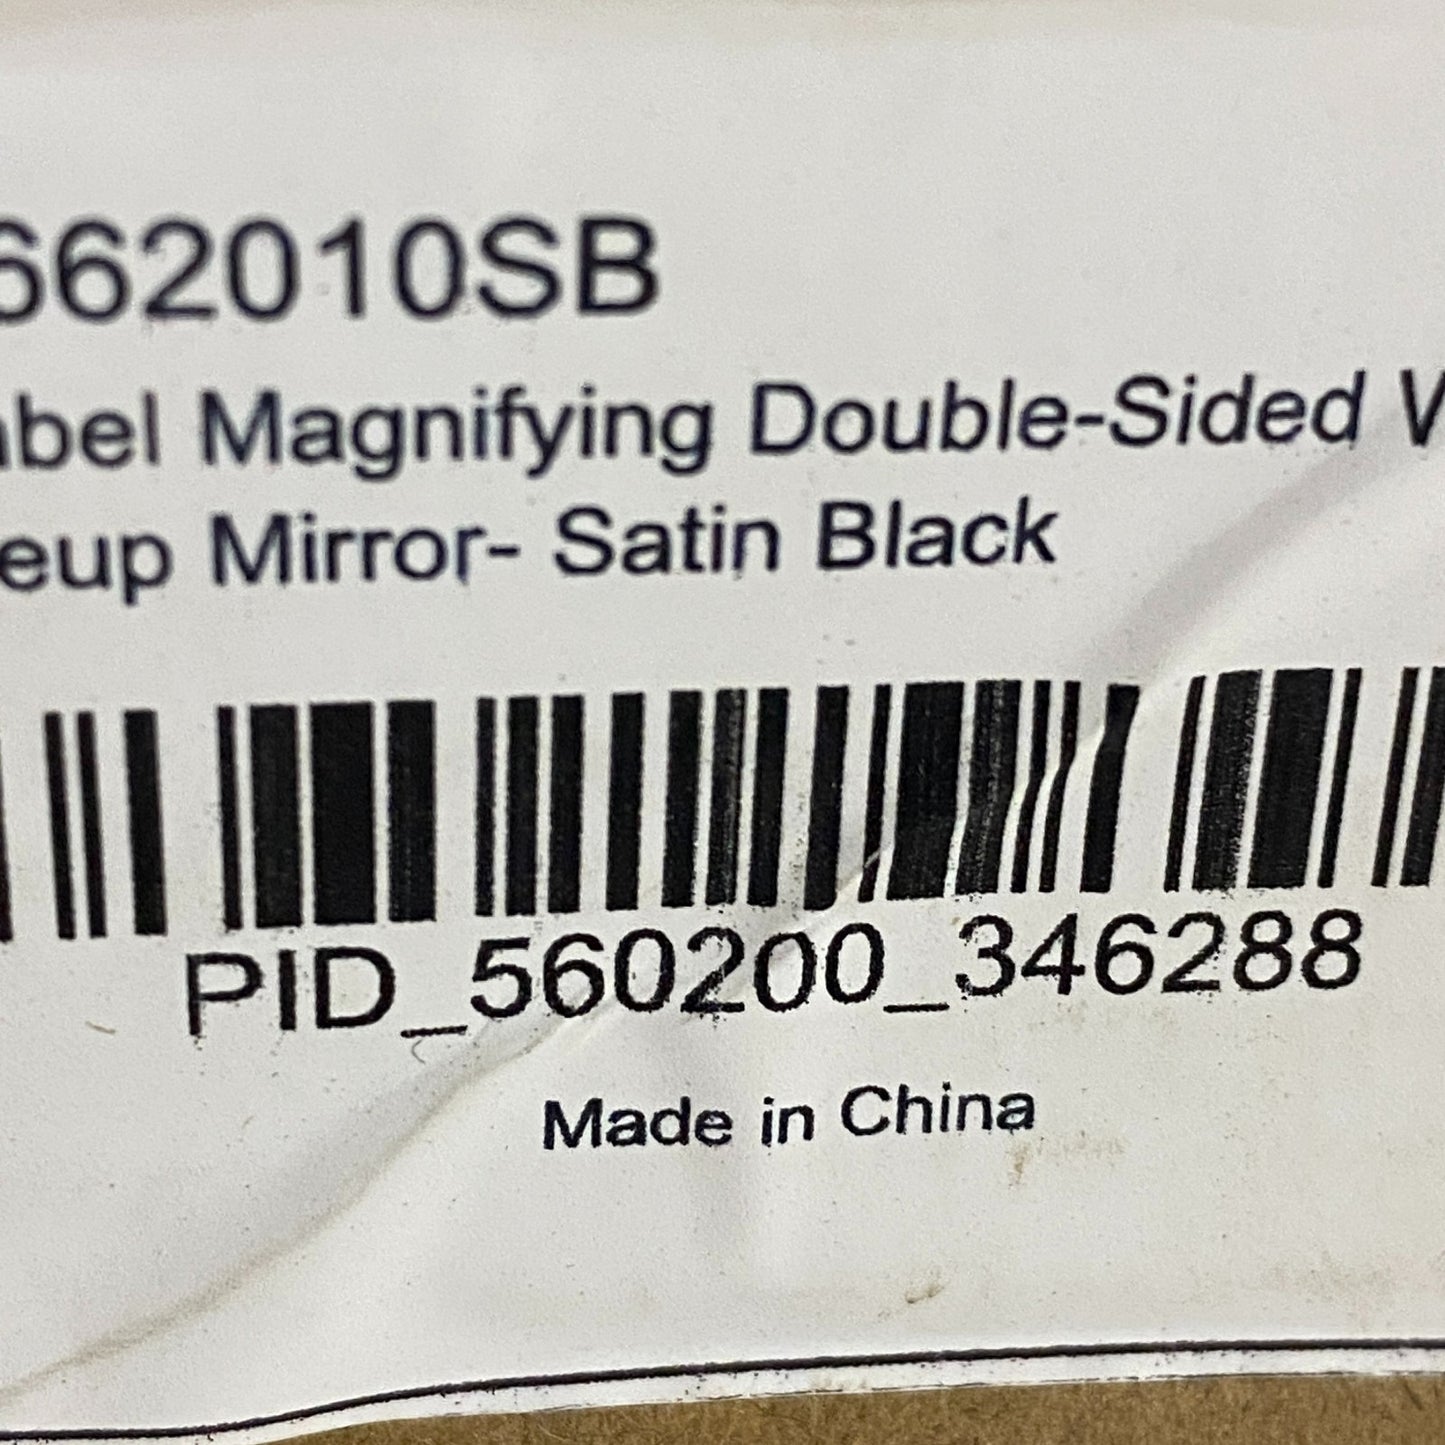 662010SB
abel Magnifying Double-Sided
eup Mirror- Satin Black
PID_560200_346288
Made in China